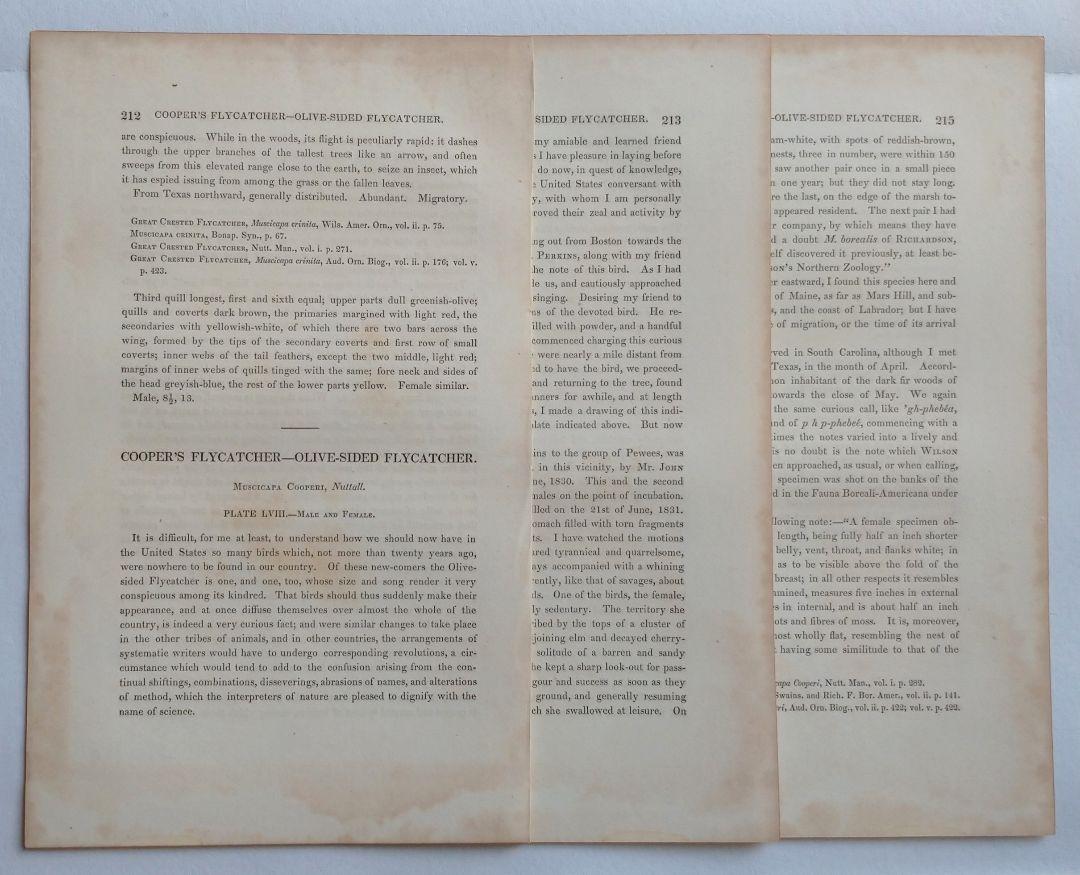 212 COOPER'S FLYCATCHER—OLIVE-SIDED FLYCATCHER.
are conspicuous. While in the woods, its flight is peculiarly rapid: it dashes
through the upper branches of the tallest trees like an arrow, and often
sweeps from this elevated range close to the earth, to seize an insect, which
it has espied issuing from among the grass or the fallen leaves.
From Texas northward, generally distributed. Abundant. Migratory.
GREAT CRESTED FLYCATCHER, Muscicapa crinita, Wils. Amer. Orn., vol. ii. p. 75.
MUSCICAPA CRINITA, Bonap. Syn., p. 67.
GREAT CRESTED FLYCATCHER, Nutt. Man., vol. i. p. 271.
GREAT CRESTED FLYCATCHER, Muscicapa crinita, Aud. Orn. Biog., vol. ii. p. 176; vol. v.
p. 423.
Third quill longest, first and sixth equal; upper parts dull greenish-olive;
quills and coverts dark brown, the primaries margined with light red, the
secondaries with yellowish-white, of which there are two bars across the
wing, formed by the tips of the secondary coverts and first row of small
coverts; inner webs of the tail feathers, except the two middle, light red;
margins of inner webs of quills tinged with the same; fore neck and sides of
the head greyish-blue, the rest of the lower parts yellow. Female similar.
Male, 8½, 13.
COOPER'S FLYCATCHER—OLIVE-SIDED FLYCATCHER.
MUSCICAPA COOPERI, Nuttall.
PLATE LVIII.—MALE AND FEMALE.
It is difficult, for me at least, to understand how we should now have in
the United States so many birds which, not more than twenty years ago,
were nowhere to be found in our country. Of these new-comers the Olive-
sided Flycatcher is one, and one, too, whose size and song render it very
conspicuous among its kindred. That birds should thus suddenly make their
appearance, and at once diffuse themselves over almost the whole of the
country, is indeed a very curious fact; and were similar changes to take place
in the other tribes of animals, and in other countries, the arrangements of
systematic writers would have to undergo corresponding revolutions, a cir-
cumstance which would tend to add to the confusion arising from the con-
tinual shiftings, combinations, disseverings, abrasions of names, and alterations
of method, which the interpreters of nature are pleased to dignify with the
name of science.
SIDED FLYCATCHER. 213
my amiable and learned friend
I have pleasure in laying before
do now, in quest of knowledge,
United States conversant with
y, with whom I am personally
roved their zeal and activity by
ng out from Boston towards the
PERKINS, along with my friend
he note of this bird. As I had
le us, and cautiously approached
singing. Desiring my friend to
ns of the devoted bird. He re-
illed with powder, and a handful
commenced charging this curious
were nearly a mile distant from
ed to have the bird, we proceed-
and returning to the tree, found
nners for awhile, and at length
, I made a drawing of this indi-
late indicated above. But now
ins to the group of Pewees, was
in this vicinity, by Mr. JOHN
ne, 1830. This and the second
males on the point of incubation.
lled on the 21st of June, 1831.
omach filled with torn fragments
ts. I have watched the motions
ared tyrannical and quarrelsome,
ays accompanied with a whining
ently, like that of savages, about
ds. One of the birds, the female,
ly sedentary. The territory she
ibed by the tops of a cluster of
joining elm and decayed cherry-
solitude of a barren and sandy
he kept a sharp look-out for pass-
gour and success as soon as they
ground, and generally resuming
ch she swallowed at leisure. On
-OLIVE-SIDED FLYCATCHER. 215
am-white, with spots of reddish-brown,
nests, three in number, were within 150
saw another pair once in a small piece
n one year; but they did not stay long.
re the last, on the edge of the marsh to-
appeared resident. The next pair I had
r company, by which means they have
d a doubt M. borealis of RICHARDSON,
elf discovered it previously, at least be-
ON'S Northern Zoology."
er eastward, I found this species here and
of Maine, as far as Mars Hill, and sub-
, and the coast of Labrador; but I have
of migration, or the time of its arrival
ved in South Carolina, although I met
Texas, in the month of April. Accord-
on inhabitant of the dark fir woods of
owards the close of May. We again
the same curious call, like 'gh-phebēa,
nd of p h p-phebeé, commencing with a
imes the notes varied into a lively and
is no doubt is the note which WILSON
en approached, as usual, or when calling,
specimen was shot on the banks of the
d in the Fauna Boreali-Americana under
llowing note:—"A female specimen ob-
length, being fully half an inch shorter
belly, vent, throat, and flanks white; in
as to be visible above the fold of the
breast; in all other respects it resembles
amined, measures five inches in external
s in internal, and is about half an inch
ots and fibres of moss. It is, moreover,
most wholly flat, resembling the nest of
having some similitude to that of the
capa Cooperi, Nutt. Man., vol. i. p. 282.
Swains. and Rich. F. Bor. Amer., vol. ii. p. 141.
ri, Aud. Orn. Biog., vol. ii. p. 422; vol. v. p. 422.